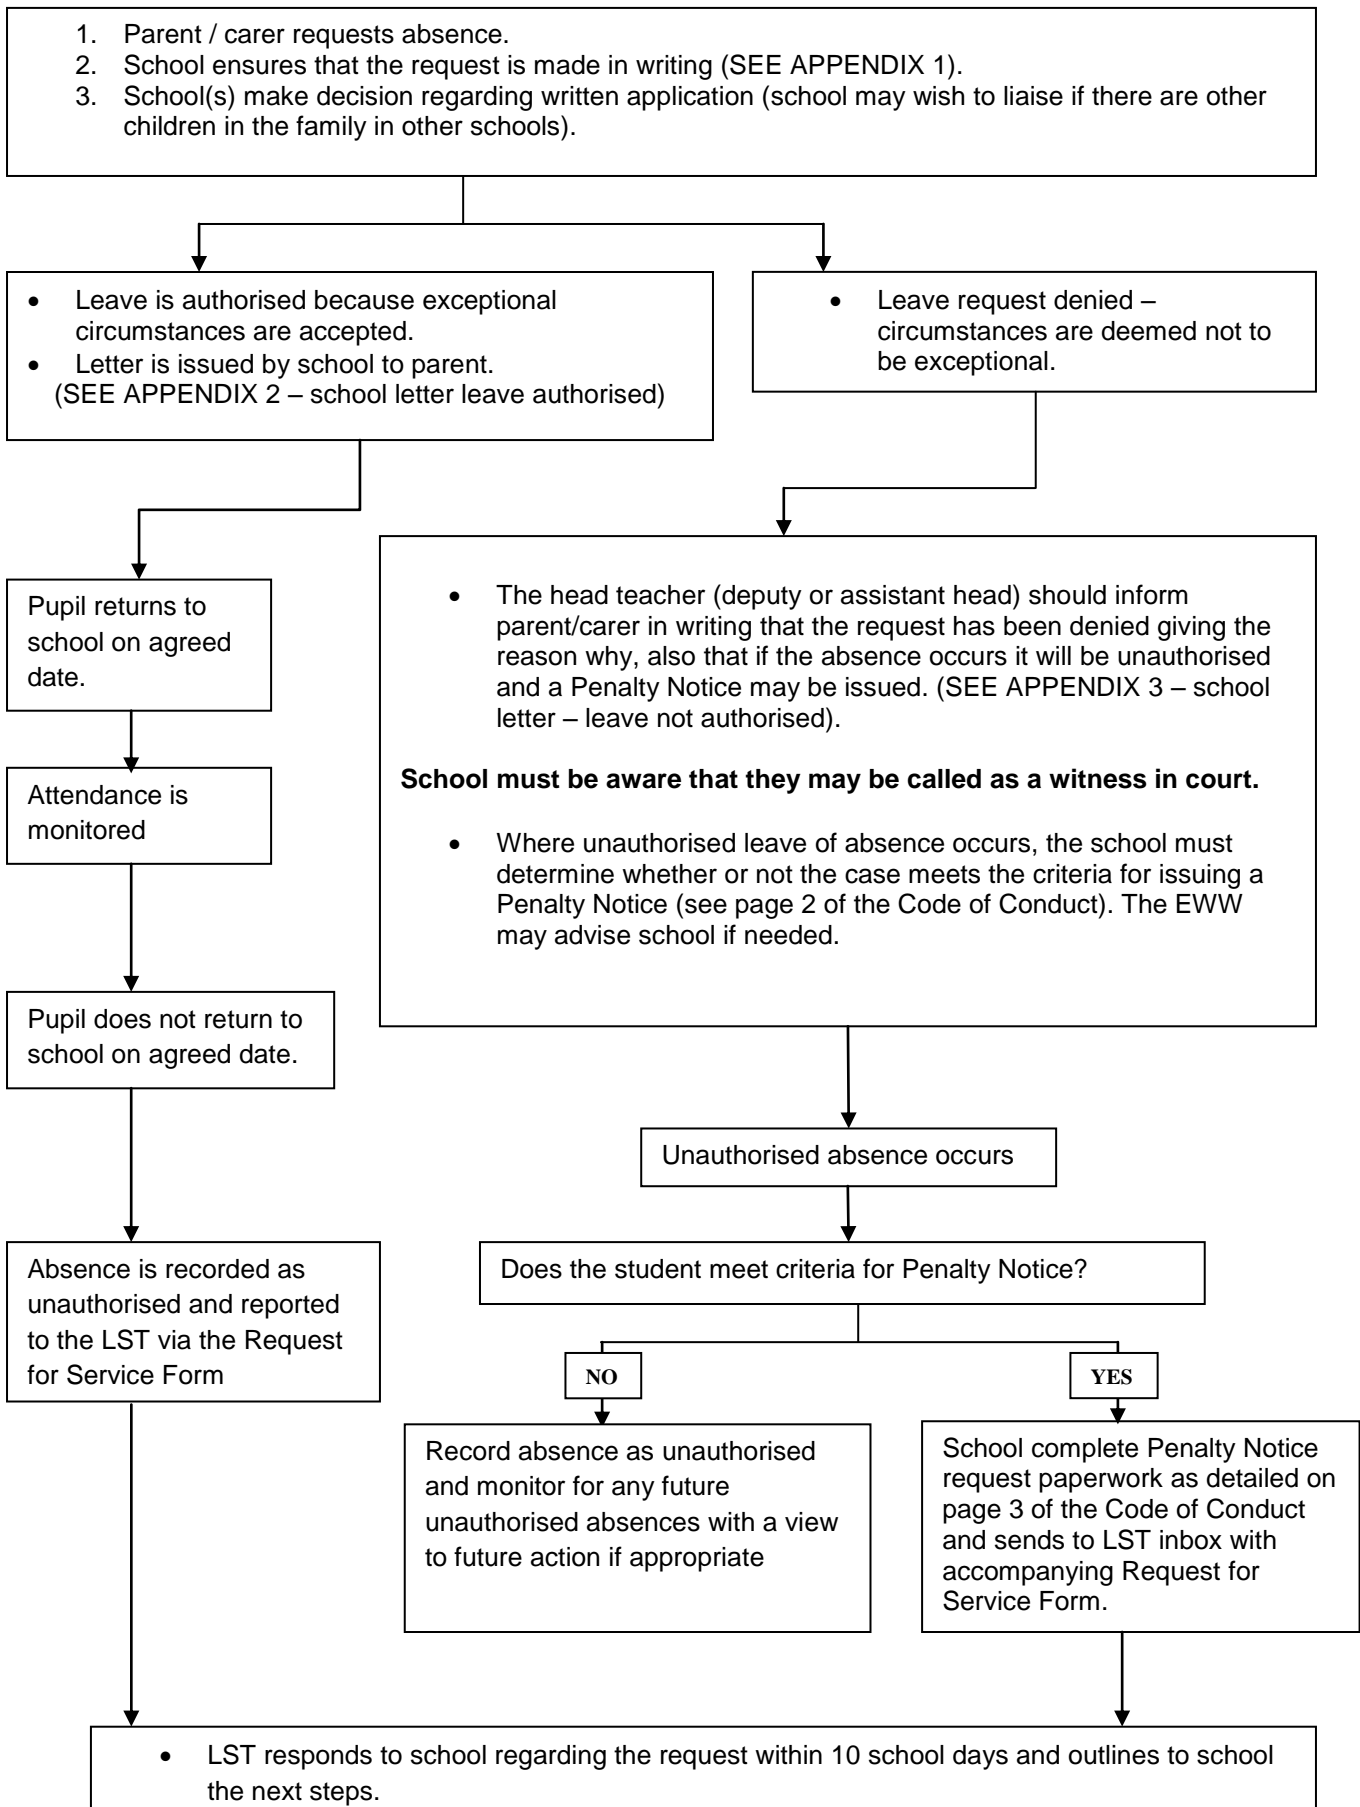 1. Parent / carer requests absence.
2. School ensures that the request is made in writing (SEE APPENDIX 1).
3. School(s) make decision regarding written application (school may wish to liaise if there are other
children in the family in other schools).
• Leave is authorised because exceptional
circumstances are accepted.
• Letter is issued by school to parent.
(SEE APPENDIX 2 – school letter leave authorised)
• Leave request denied –
circumstances are deemed not to
be exceptional.
Pupil returns to
school on agreed
date.
Attendance is
monitored
Pupil does not return to
school on agreed date.
Absence is recorded as
unauthorised and reported
to the LST via the Request
for Service Form
• The head teacher (deputy or assistant head) should inform
parent/carer in writing that the request has been denied giving the
reason why, also that if the absence occurs it will be unauthorised
and a Penalty Notice may be issued. (SEE APPENDIX 3 – school
letter – leave not authorised).
School must be aware that they may be called as a witness in court.
• Where unauthorised leave of absence occurs, the school must
determine whether or not the case meets the criteria for issuing a
Penalty Notice (see page 2 of the Code of Conduct). The EWW
may advise school if needed.
Unauthorised absence occurs
Does the student meet criteria for Penalty Notice?
NO
YES
Record absence as unauthorised
and monitor for any future
unauthorised absences with a view
to future action if appropriate
School complete Penalty Notice
request paperwork as detailed on
page 3 of the Code of Conduct
and sends to LST inbox with
accompanying Request for
Service Form.
• LST responds to school regarding the request within 10 school days and outlines to school
the next steps.